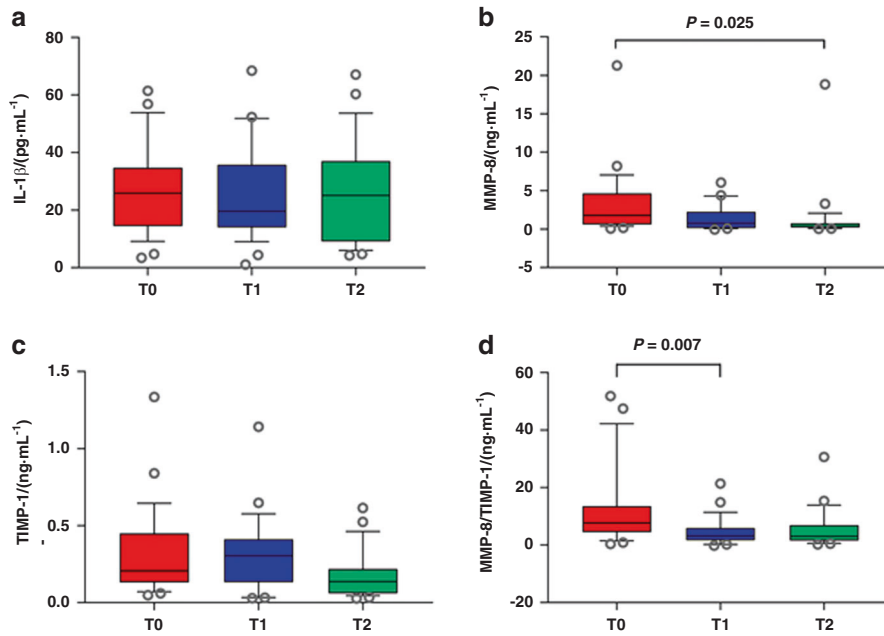 a
IL-1β/(pg·mL⁻¹)
80
60
40
20
0
T0 T1 T2
b
P = 0.025
MMP-8/(ng·mL⁻¹)
25
20
15
10
5
0
-5
T0 T1 T2
c
TIMP-1/(ng·mL⁻¹)
-
1.5
1.0
0.5
0.0
T0 T1 T2
d
P = 0.007
MMP-8/TIMP-1/(ng·mL⁻¹)
60
40
20
0
-20
T0 T1 T2